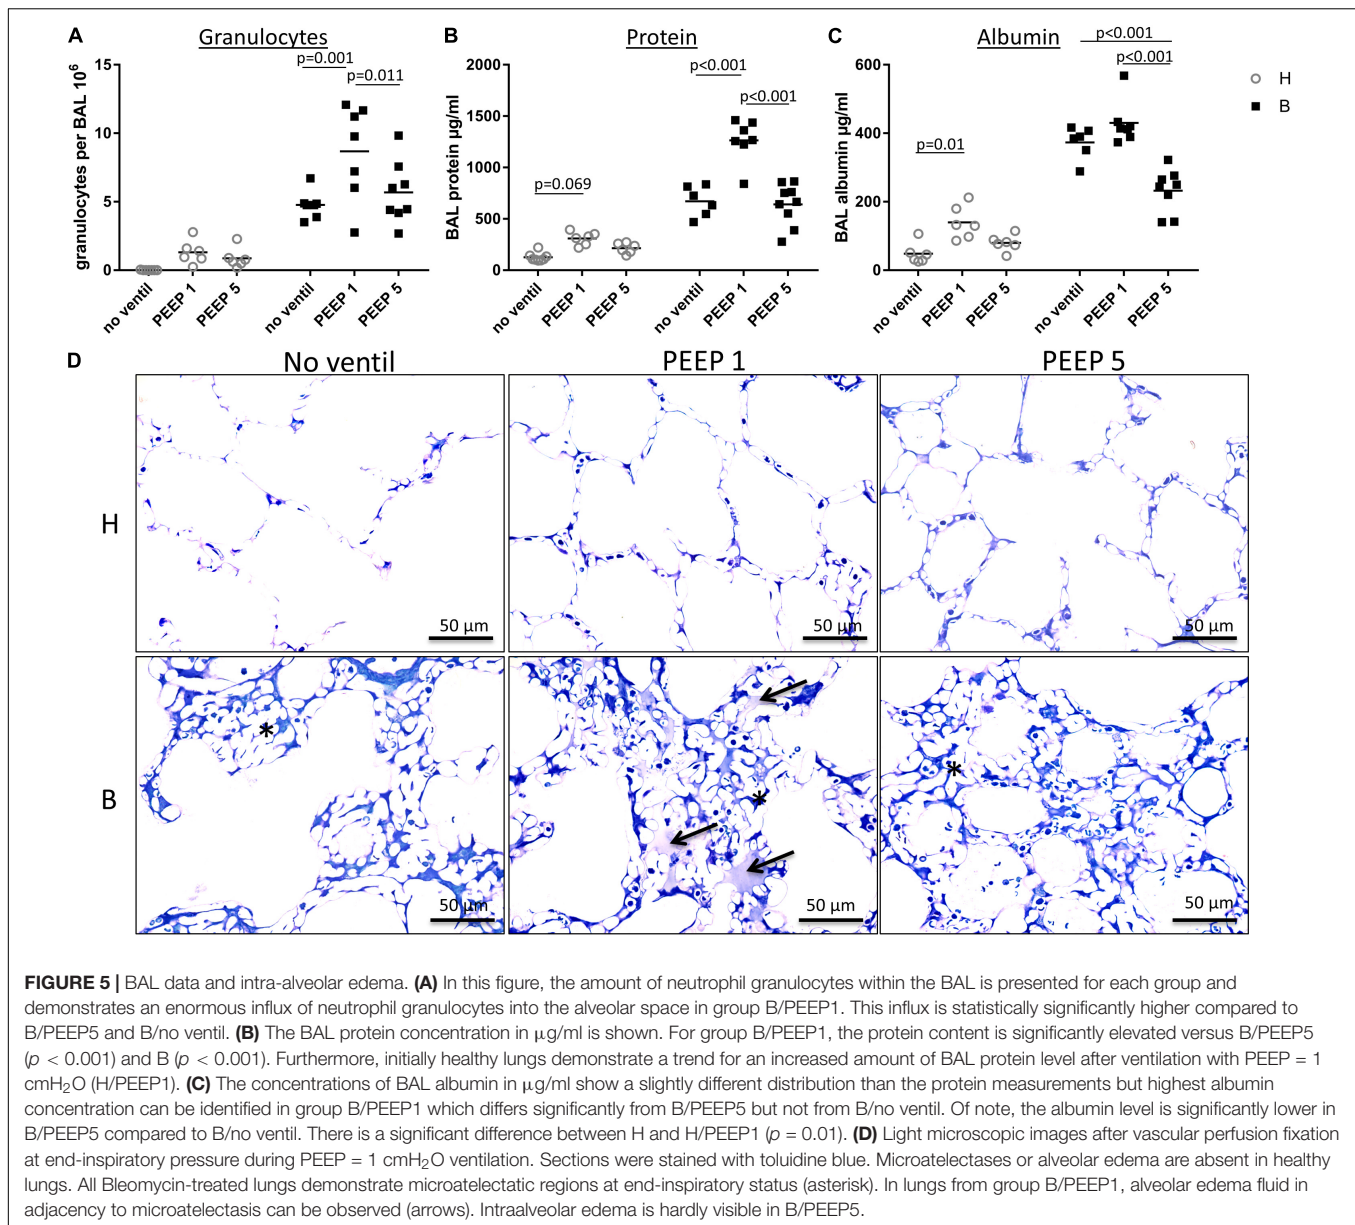 A Granulocytes
B Protein
C Albumin
p=0.001
p=0.011
p<0.001
p<0.001
p<0.001
p<0.001
p=0.069
p=0.01
H
B
granulocytes per BAL 10⁶
15
10
5
0
no ventil PEEP 1 PEEP 5 no ventil PEEP 1 PEEP 5
BAL protein µg/ml
2000
1500
1000
500
0
no ventil PEEP 1 PEEP 5 no ventil PEEP 1 PEEP 5
BAL albumin µg/ml
600
400
200
0
no ventil PEEP 1 PEEP 5 no ventil PEEP 1 PEEP 5
D No ventil PEEP 1 PEEP 5
H
50 µm 50 µm 50 µm
* * *
B
50 µm 50 µm 50 µm
FIGURE 5 | BAL data and intra-alveolar edema. (A) In this figure, the amount of neutrophil granulocytes within the BAL is presented for each group and
demonstrates an enormous influx of neutrophil granulocytes into the alveolar space in group B/PEEP1. This influx is statistically significantly higher compared to
B/PEEP5 and B/no ventil. (B) The BAL protein concentration in µg/ml is shown. For group B/PEEP1, the protein content is significantly elevated versus B/PEEP5
(p < 0.001) and B (p < 0.001). Furthermore, initially healthy lungs demonstrate a trend for an increased amount of BAL protein level after ventilation with PEEP = 1
cmH₂O (H/PEEP1). (C) The concentrations of BAL albumin in µg/ml show a slightly different distribution than the protein measurements but highest albumin
concentration can be identified in group B/PEEP1 which differs significantly from B/PEEP5 but not from B/no ventil. Of note, the albumin level is significantly lower in
B/PEEP5 compared to B/no ventil. There is a significant difference between H and H/PEEP1 (p = 0.01). (D) Light microscopic images after vascular perfusion fixation
at end-inspiratory pressure during PEEP = 1 cmH₂O ventilation. Sections were stained with toluidine blue. Microatelectases or alveolar edema are absent in healthy
lungs. All Bleomycin-treated lungs demonstrate microatelectatic regions at end-inspiratory status (asterisk). In lungs from group B/PEEP1, alveolar edema fluid in
adjacency to microatelectasis can be observed (arrows). Intraalveolar edema is hardly visible in B/PEEP5.